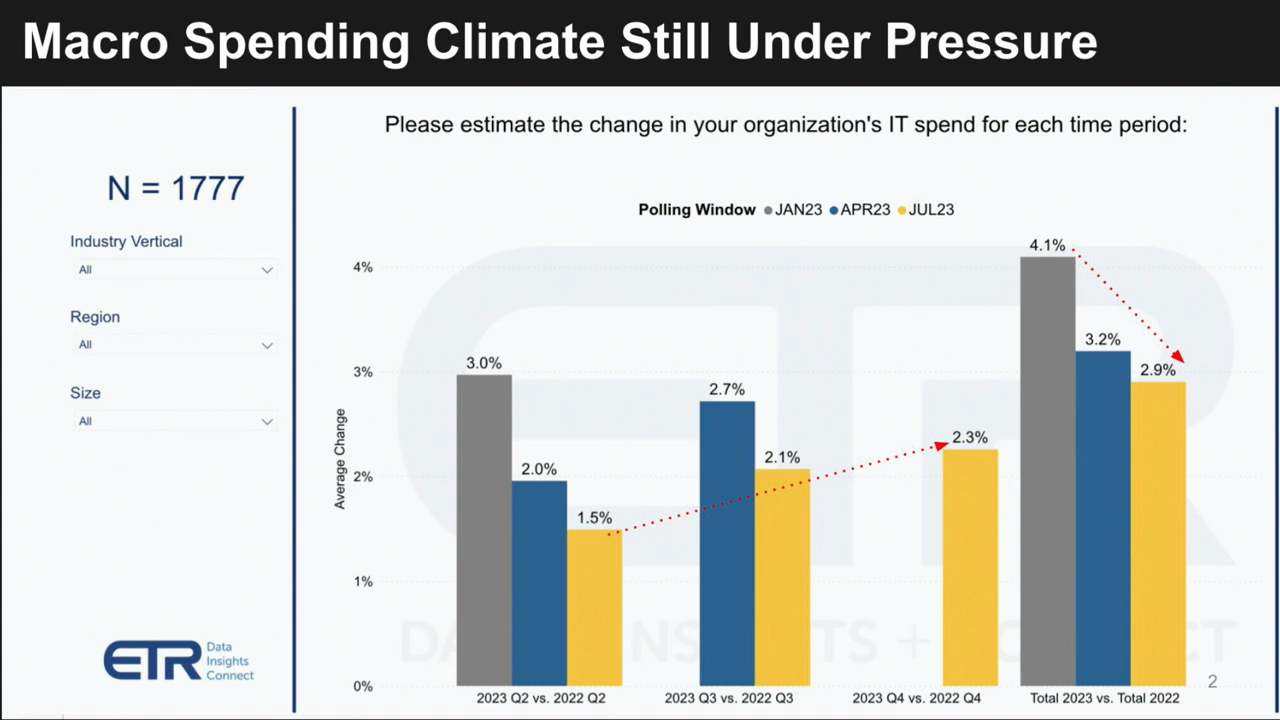 Macro Spending Climate Still Under Pressure
N = 1777
Industry Vertical
All
Region
All
Size
All
ETR Data Insights Connect
Please estimate the change in your organization's IT spend for each time period:
Polling Window JAN23 APR23 JUL23
Average Change
4%
3%
2%
1%
0%
3.0%
2.0%
1.5%
2.7%
2.1%
2.3%
4.1%
3.2%
2.9%
2023 Q2 vs. 2022 Q2
2023 Q3 vs. 2022 Q3
2023 Q4 vs. 2022 Q4
Total 2023 vs. Total 2022
2